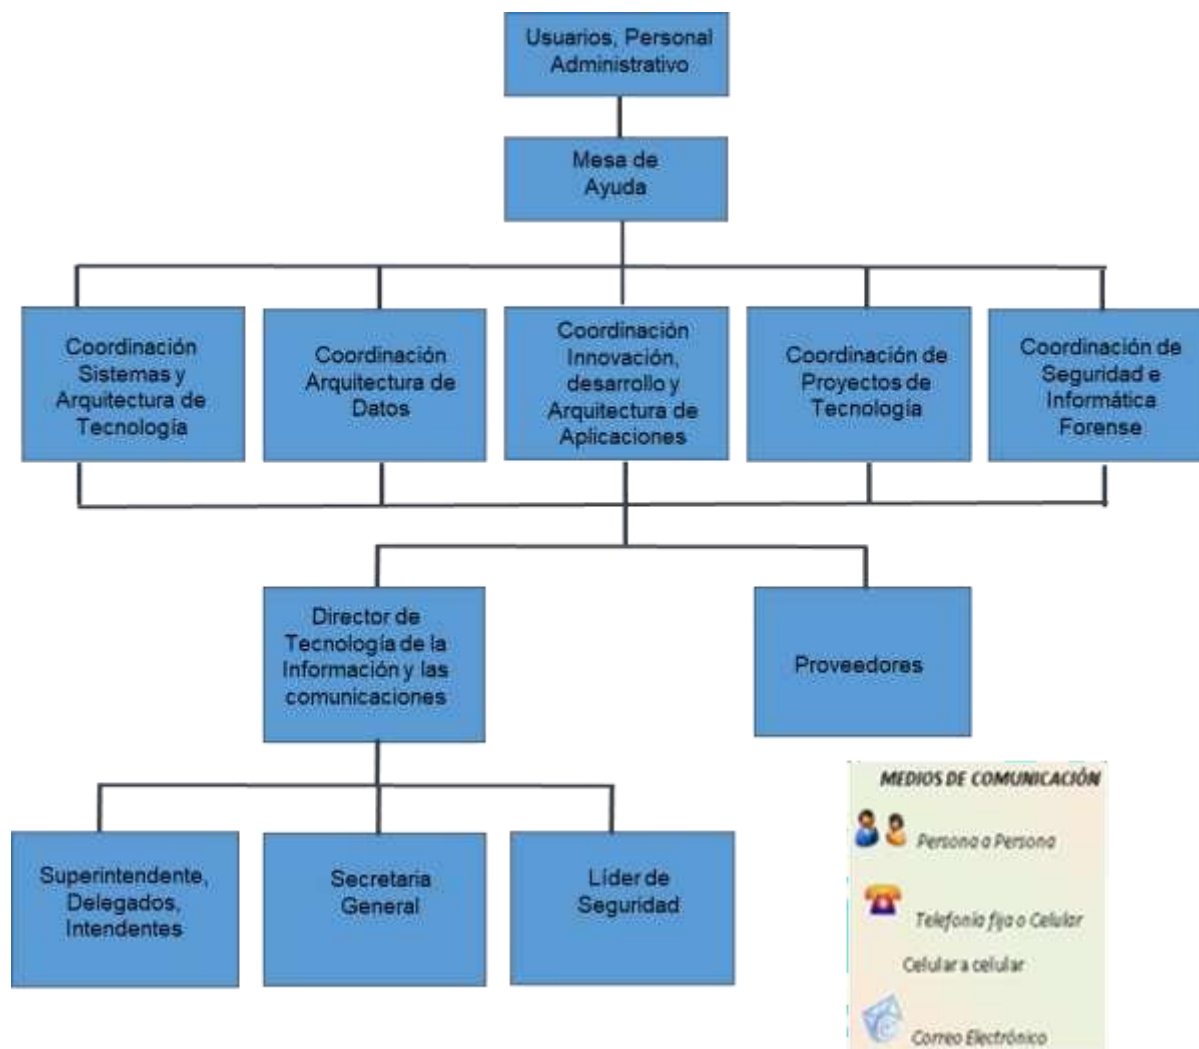 Usuarios, Personal
Administrativo
Mesa de
Ayuda
Coordinación
Sistemas y
Arquitectura de
Tecnología
Coordinación
Arquitectura de
Datos
Coordinación
Innovación,
desarrollo y
Arquitectura de
Aplicaciones
Coordinación de
Proyectos de
Tecnología
Coordinación de
Seguridad e
Informática
Forense
Director de
Tecnología de la
Información y las
comunicaciones
Proveedores
Superintendente,
Delegados,
Intendentes
Secretaria
General
Líder de
Seguridad
MEDIOS DE COMUNICACIÓN
Persona a Persona
Telefonía fija o Celular
Celular a celular
Correo Electrónico